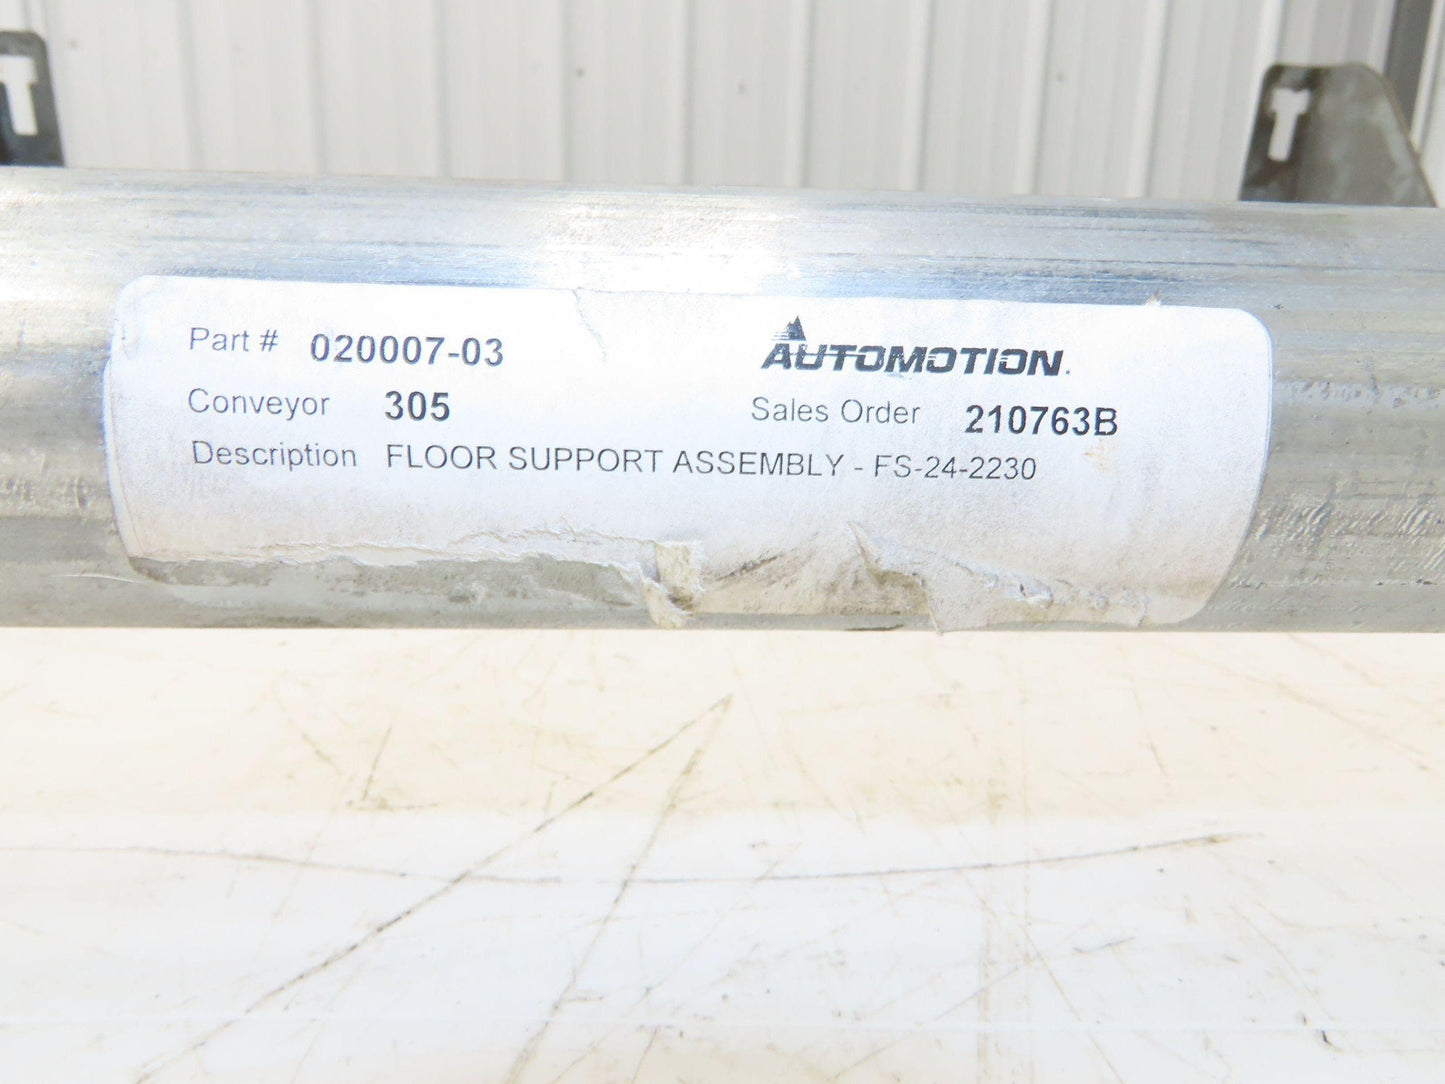 Part # 020007-03 AUTOMOTION.
Conveyor 305 Sales Order 210763B
Description FLOOR SUPPORT ASSEMBLY - FS-24-2230